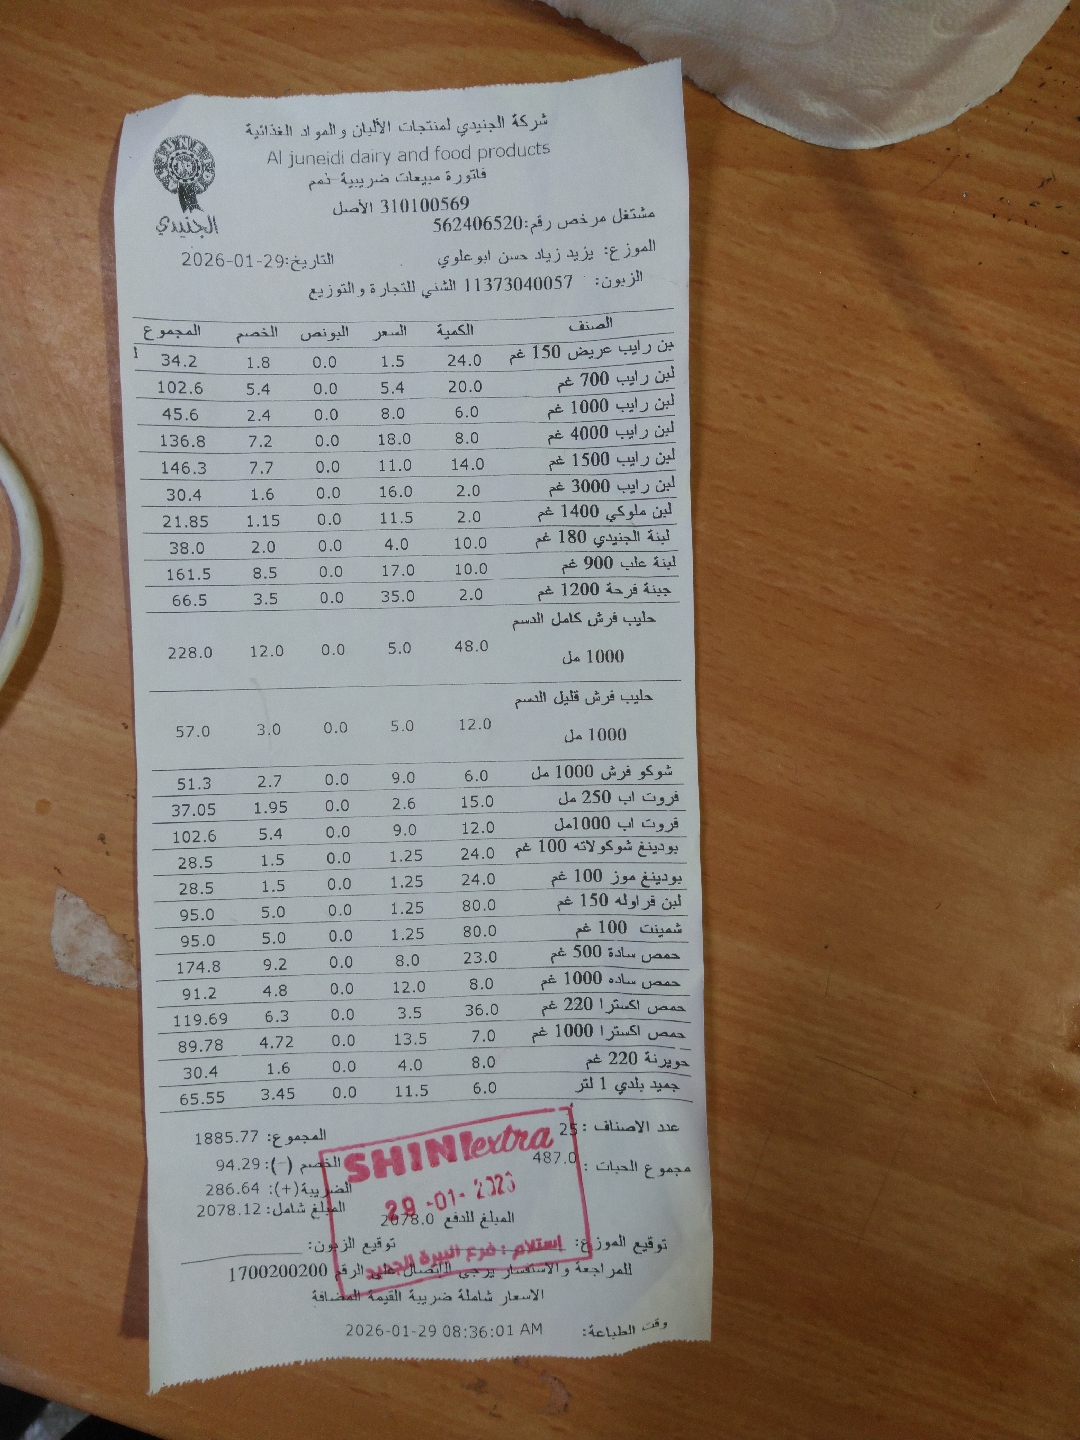 شركة الجنيدي لمنتجات الألبان والمواد الغذائية
Al juneidi dairy and food products
فاتورة مبيعات ضريبية-ذمم
310100569 الأصل
مشتغل مرخص رقم:562406520
الموزع: يزيد زياد حسن ابوعلوي التاريخ:2026-01-29
الزبون: 11373040057 الشني للتجارة والتوزيع
الجنيدي
الصنف الكمية السعر البونص الخصم المجموع
بن رايب عريض 150 غم 24.0 1.5 0.0 1.8 34.2
لبن رايب 700 غم 20.0 5.4 0.0 5.4 102.6
لبن رايب 1000 غم 6.0 8.0 0.0 2.4 45.6
لبن رايب 4000 غم 8.0 18.0 0.0 7.2 136.8
لبن رايب 1500 غم 14.0 11.0 0.0 7.7 146.3
لبن رايب 3000 غم 2.0 16.0 0.0 1.6 30.4
لبن ملوكي 1400 غم 2.0 11.5 0.0 1.15 21.85
لبنة الجنيدي 180 غم 10.0 4.0 0.0 2.0 38.0
لبنة علب 900 غم 10.0 17.0 0.0 8.5 161.5
جبنة فرحة 1200 غم 2.0 35.0 0.0 3.5 66.5
حليب فرش كامل الدسم
1000 مل 48.0 5.0 0.0 12.0 228.0
حليب فرش قليل الدسم
1000 مل 12.0 5.0 0.0 3.0 57.0
شوكو فرش 1000 مل 6.0 9.0 0.0 2.7 51.3
فروت اب 250 مل 15.0 2.6 0.0 1.95 37.05
فروت اب 1000مل 12.0 9.0 0.0 5.4 102.6
بودينغ شوكولاته 100 غم 24.0 1.25 0.0 1.5 28.5
بودينغ موز 100 غم 24.0 1.25 0.0 1.5 28.5
لبن فراوله 150 غم 80.0 1.25 0.0 5.0 95.0
شمينت 100 غم 80.0 1.25 0.0 5.0 95.0
حمص سادة 500 غم 23.0 8.0 0.0 9.2 174.8
حمص ساده 1000 غم 8.0 12.0 0.0 4.8 91.2
حمص اكسترا 220 غم 36.0 3.5 0.0 6.3 119.69
حمص اكسترا 1000 غم 7.0 13.5 0.0 4.72 89.78
حويرنة 220 غم 8.0 4.0 0.0 1.6 30.4
جميد بلدي 1 لتر 6.0 11.5 0.0 3.45 65.55
عدد الاصناف : 25 المجموع: 1885.77
مجموع الحبات : 487.0 الخصم (-): 94.29
الضريبة(+): 286.64
المبلغ شامل: 2078.12
المبلغ للدفع 2078.0
SHINI extra
29-01-2026
إستلام : فرع البيرة الجديد
توقيع الموزع: توقيع الزبون:
للمراجعة والاستفسار يرجى الاتصال على الرقم 1700200200
الاسعار شاملة ضريبة القيمة المضافة
وقت الطباعة: 2026-01-29 08:36:01 AM